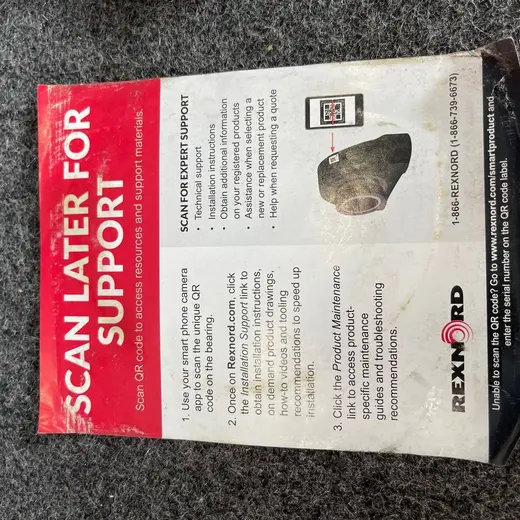 SCAN LATER FOR
SUPPORT
Scan QR code to access resources and support materials.
1. Use your smart phone camera
app to scan the unique QR
code on the bearing.
2. Once on Rexnord.com, click
the Installation Support link to
obtain installation instructions,
on demand product drawings,
how-to videos and tooling
recommendations to speed up
installation.
3. Click the Product Maintenance
link to access product-
specific maintenance
guides and troubleshooting
recommendations.
SCAN FOR EXPERT SUPPORT
• Technical support
• Installation instructions
• Obtain additional information
on your registered products
• Assistance when selecting a
new or replacement product
• Help when requesting a quote
REXNORD
1-866-REXNORD (1-866-739-6673)
Unable to scan the QR code? Go to www.rexnord.com/smartproduct and
enter the serial number on the QR code label.